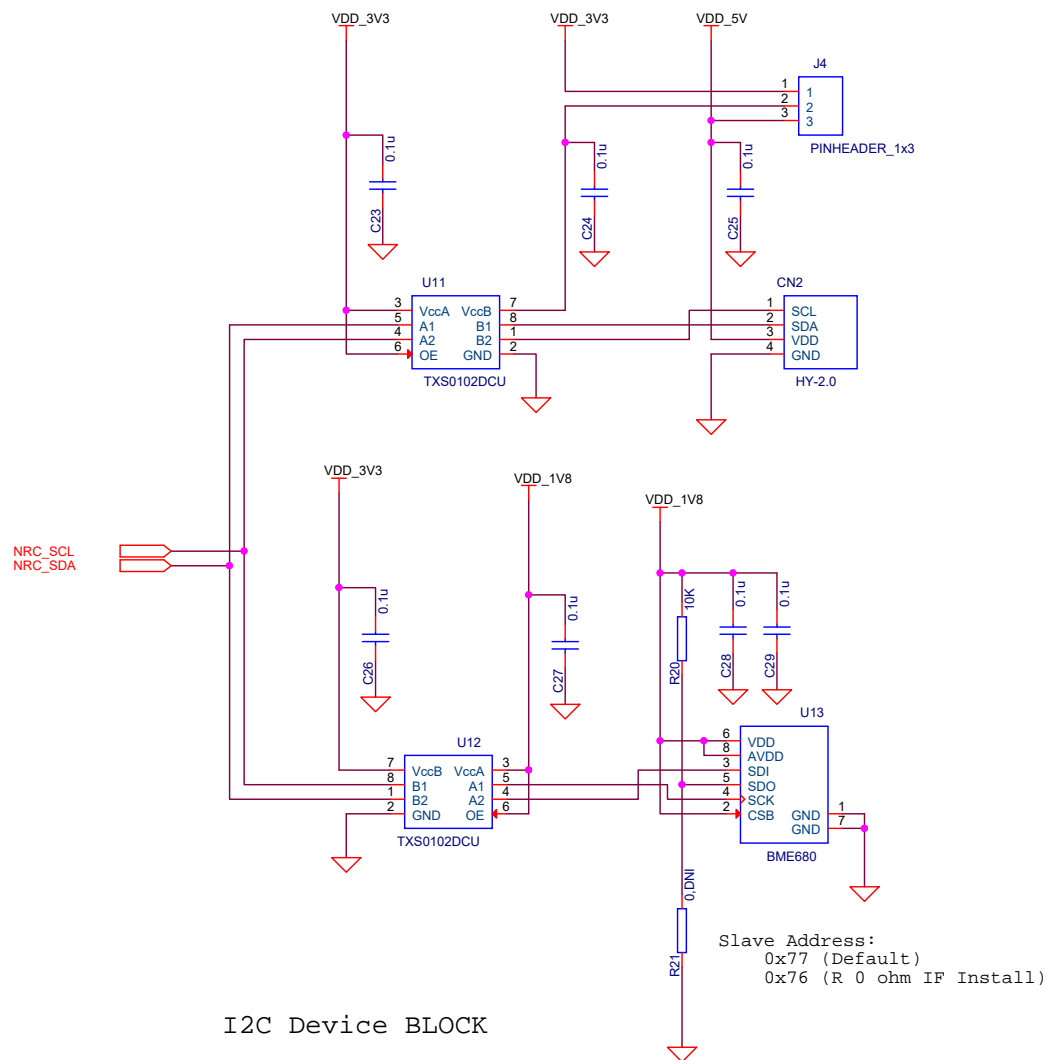 VDD_3V3
VDD_3V3
VDD_5V
J4
1
2
3
1
2
3
PINHEADER_1x3
0.1u
C23
0.1u
C24
0.1u
C25
U11
3
5
4
6
VccA
A1
A2
OE
VccB
B1
B2
GND
7
8
1
2
TXS0102DCU
CN2
1
2
3
4
SCL
SDA
VDD
GND
HY-2.0
VDD_3V3
VDD_1V8
VDD_1V8
NRC_SCL
NRC_SDA
0.1u
C26
0.1u
C27
10K
R20
0.1u
C28
0.1u
C29
U12
7
8
1
2
VccB
B1
B2
GND
VccA
A1
A2
OE
3
5
4
6
TXS0102DCU
U13
6
8
3
5
4
2
VDD
AVDD
SDI
SDO
SCK
CSB
GND
GND
1
7
BME680
0,DNI
R21
Slave Address:
0x77 (Default)
0x76 (R 0 ohm IF Install)
I2C Device BLOCK